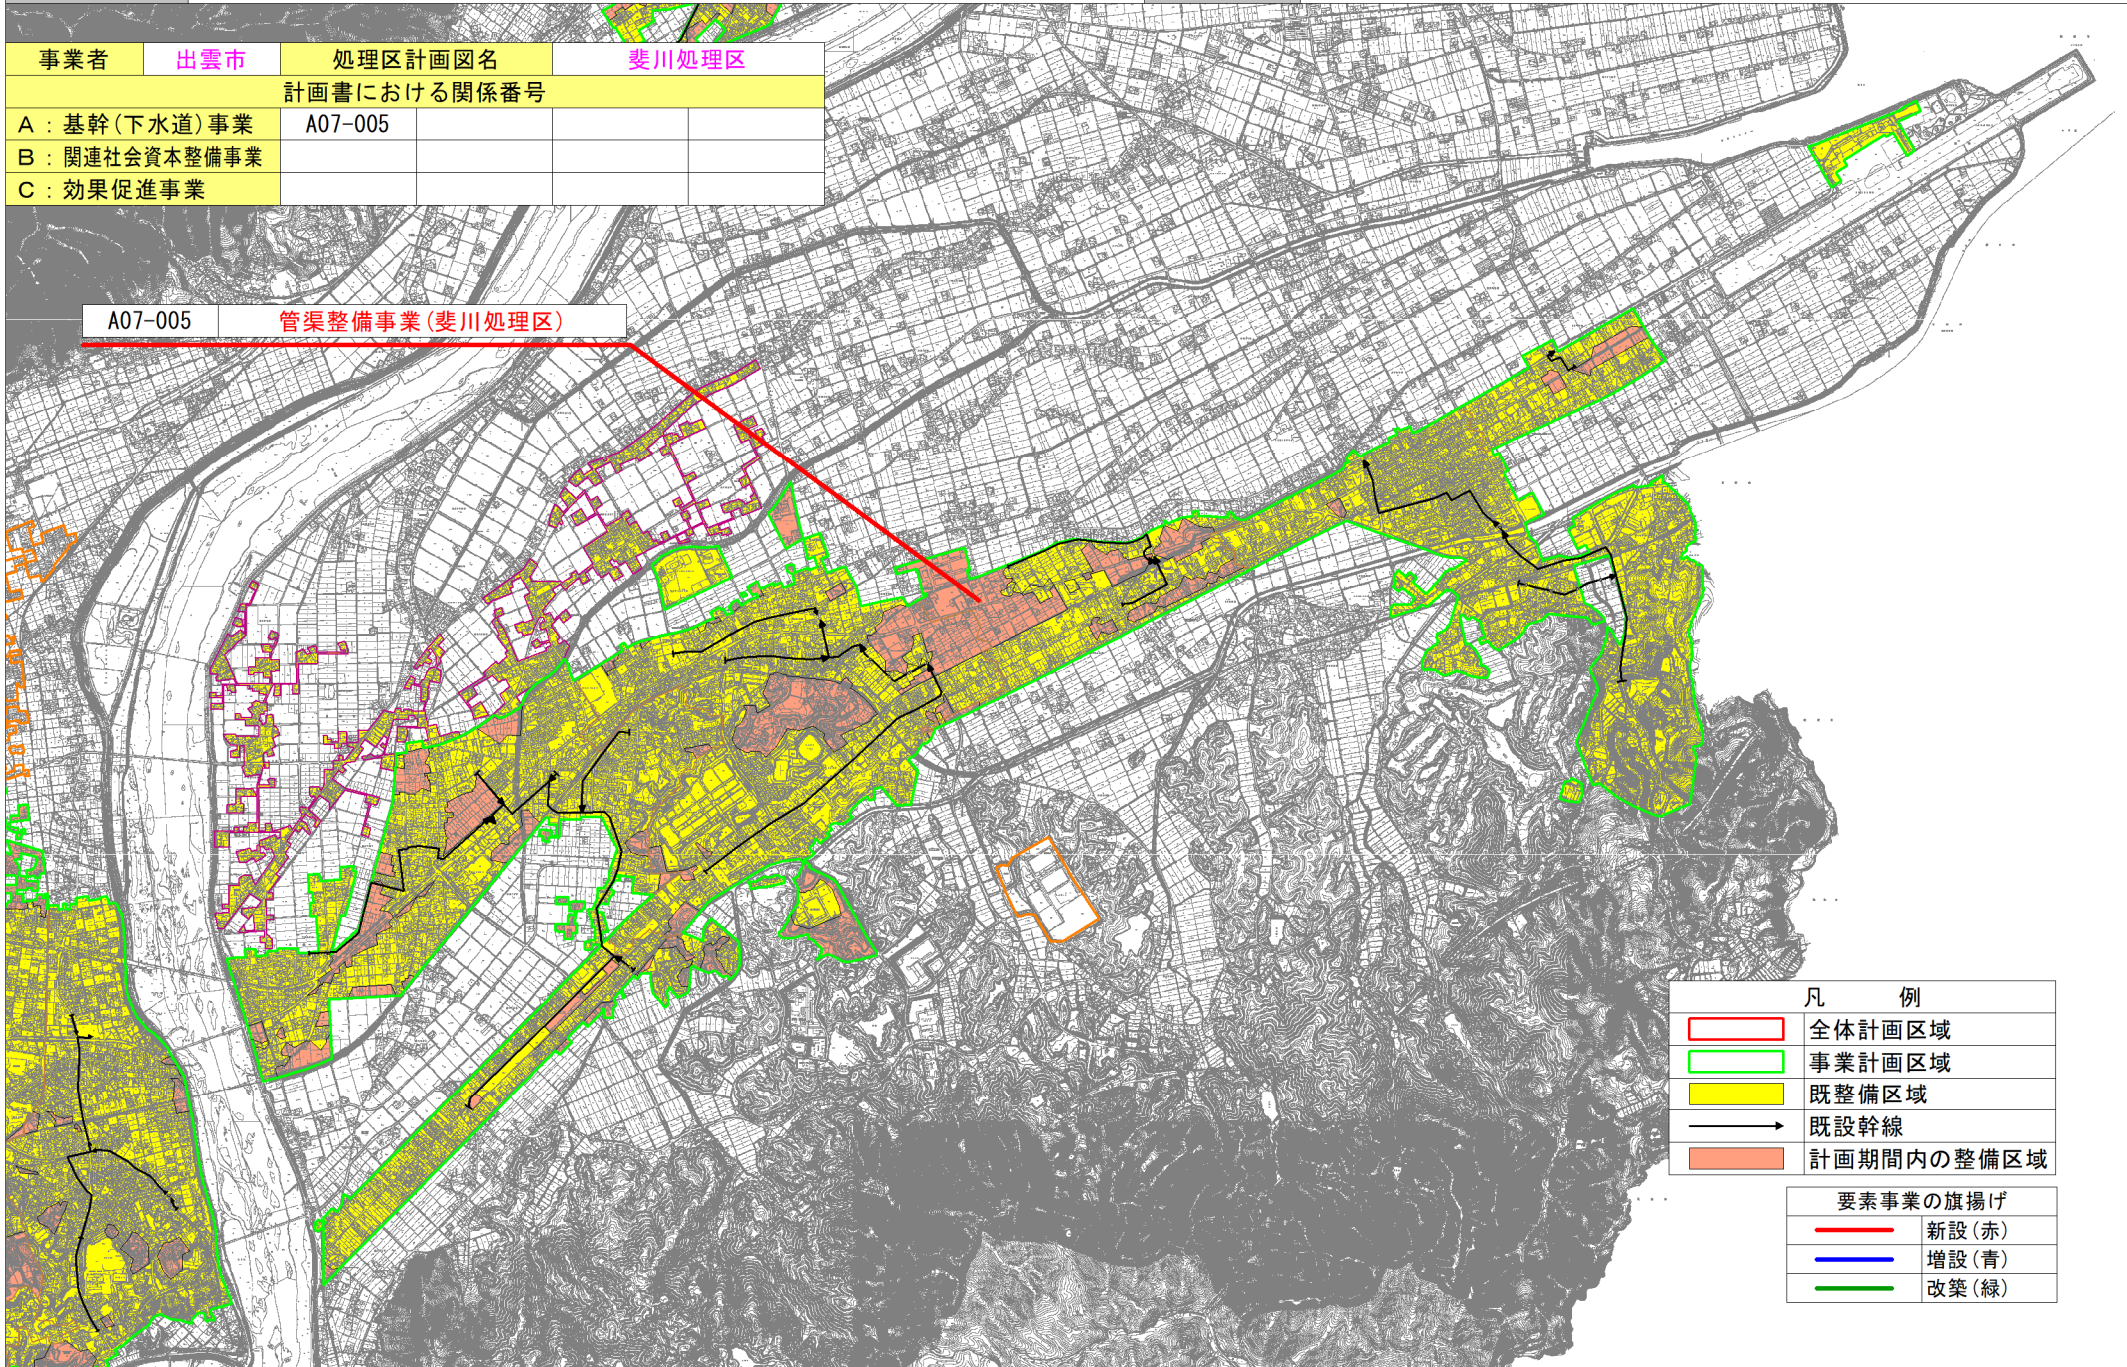 事業者 出雲市 処理区計画図名 斐川処理区
計画書における関係番号
A：基幹(下水道)事業 A07-005
B：関連社会資本整備事業
C：効果促進事業
A07-005 管渠整備事業(斐川処理区)
凡 例
全体計画区域
事業計画区域
既整備区域
既設幹線
計画期間内の整備区域
要素事業の旗揚げ
新設(赤)
増設(青)
改築(緑)